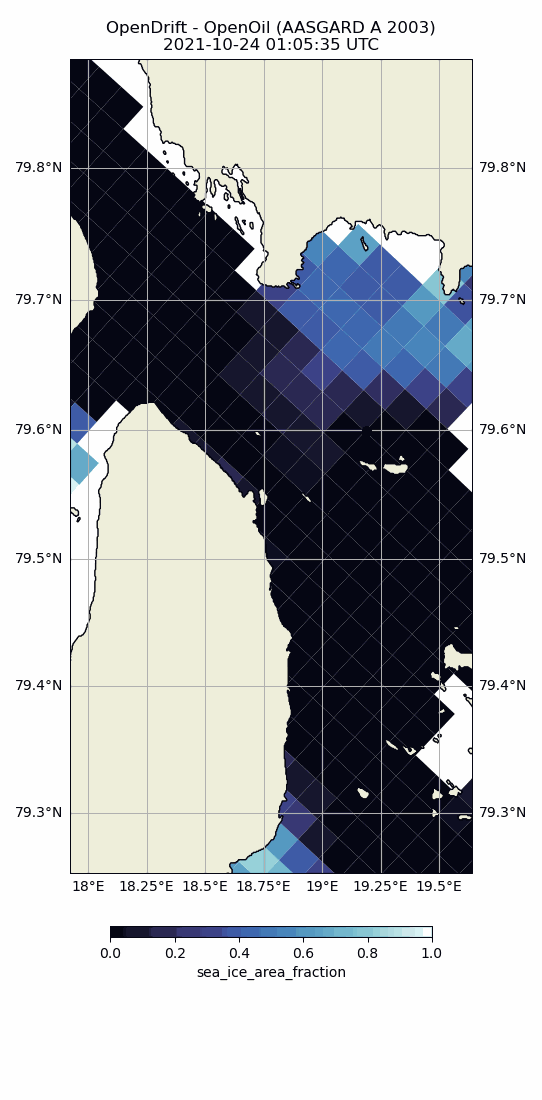 OpenDrift - OpenOil (AASGARD A 2003)
2021-10-24 01:05:35 UTC
79.8°N 79.8°N
79.7°N 79.7°N
79.6°N 79.6°N
79.5°N 79.5°N
79.4°N 79.4°N
79.3°N 79.3°N
18°E 18.25°E 18.5°E 18.75°E 19°E 19.25°E 19.5°E
0.0 0.2 0.4 0.6 0.8 1.0
sea_ice_area_fraction